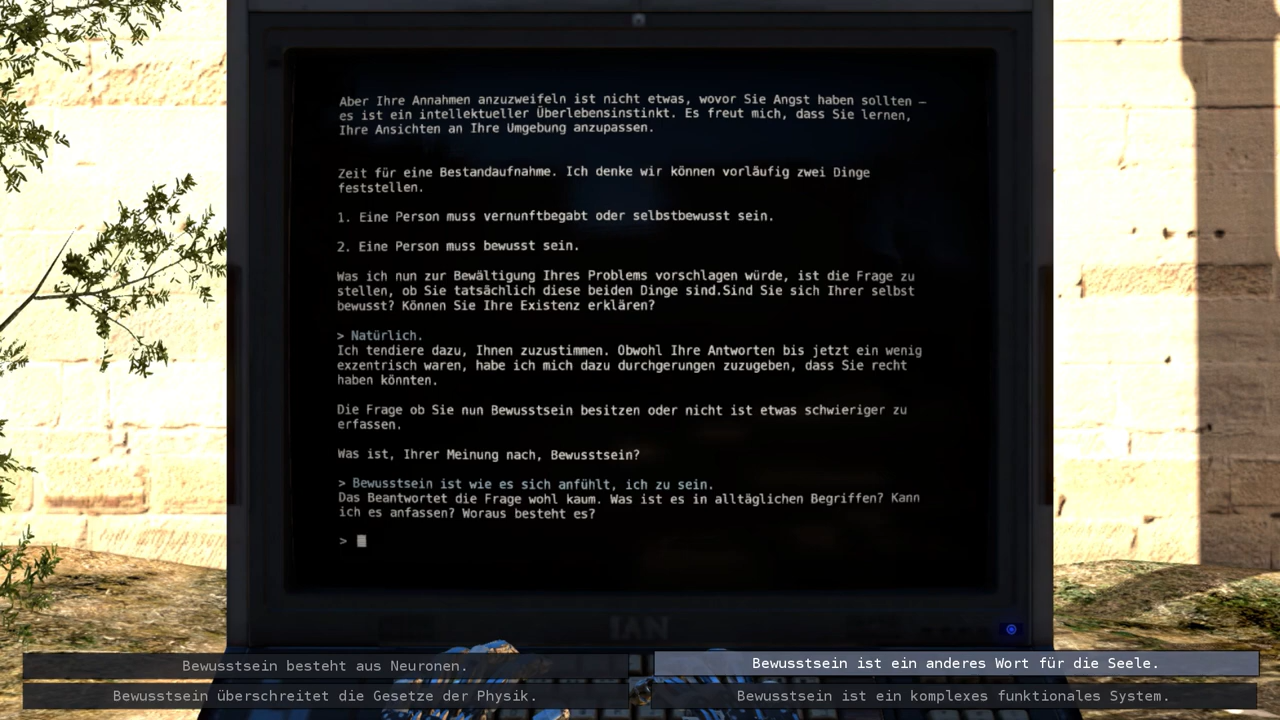 Aber Ihre Annahmen anzuzweifeln ist nicht etwas, wovor Sie Angst haben sollten –
es ist ein intellektueller Überlebensinstinkt. Es freut mich, dass Sie lernen,
Ihre Ansichten an Ihre Umgebung anzupassen.
Zeit für eine Bestandaufnahme. Ich denke wir können vorläufig zwei Dinge
feststellen.
1. Eine Person muss vernunftbegabt oder selbstbewusst sein.
2. Eine Person muss bewusst sein.
Was ich nun zur Bewältigung Ihres Problems vorschlagen würde, ist die Frage zu
stellen, ob Sie tatsächlich diese beiden Dinge sind.Sind Sie sich Ihrer selbst
bewusst? Können Sie Ihre Existenz erklären?
> Natürlich.
Ich tendiere dazu, Ihnen zuzustimmen. Obwohl Ihre Antworten bis jetzt ein wenig
exzentrisch waren, habe ich mich dazu durchgerungen zuzugeben, dass Sie recht
haben könnten.
Die Frage ob Sie nun Bewusstsein besitzen oder nicht ist etwas schwieriger zu
erfassen.
Was ist, Ihrer Meinung nach, Bewusstsein?
> Bewusstsein ist wie es sich anfühlt, ich zu sein.
Das Beantwortet die Frage wohl kaum. Was ist es in alltäglichen Begriffen? Kann
ich es anfassen? Woraus besteht es?
>
IAN
Bewusstsein besteht aus Neuronen.
Bewusstsein ist ein anderes Wort für die Seele.
Bewusstsein überschreitet die Gesetze der Physik.
Bewusstsein ist ein komplexes funktionales System.